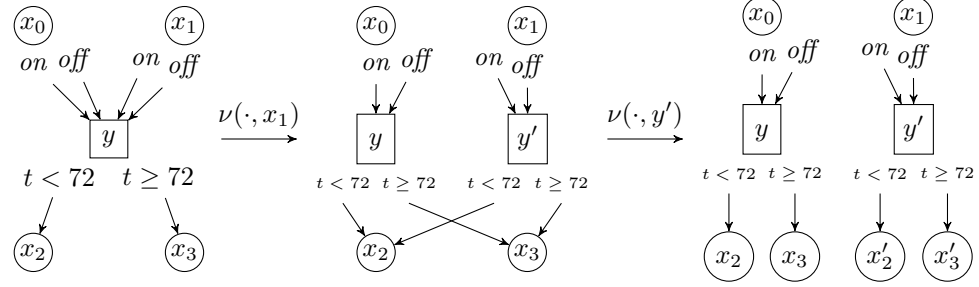 x₀ x₁ x₀ x₁ x₀ x₁
on off on off on off on off on off on off
y ν(·, x₁) y y′ ν(·, y′) y y′
t < 72 t ≥ 72 t < 72 t ≥ 72 t < 72 t ≥ 72 t < 72 t ≥ 72 t < 72 t ≥ 72
x₂ x₃ x₂ x₃ x₂ x₃ x′₂ x′₃